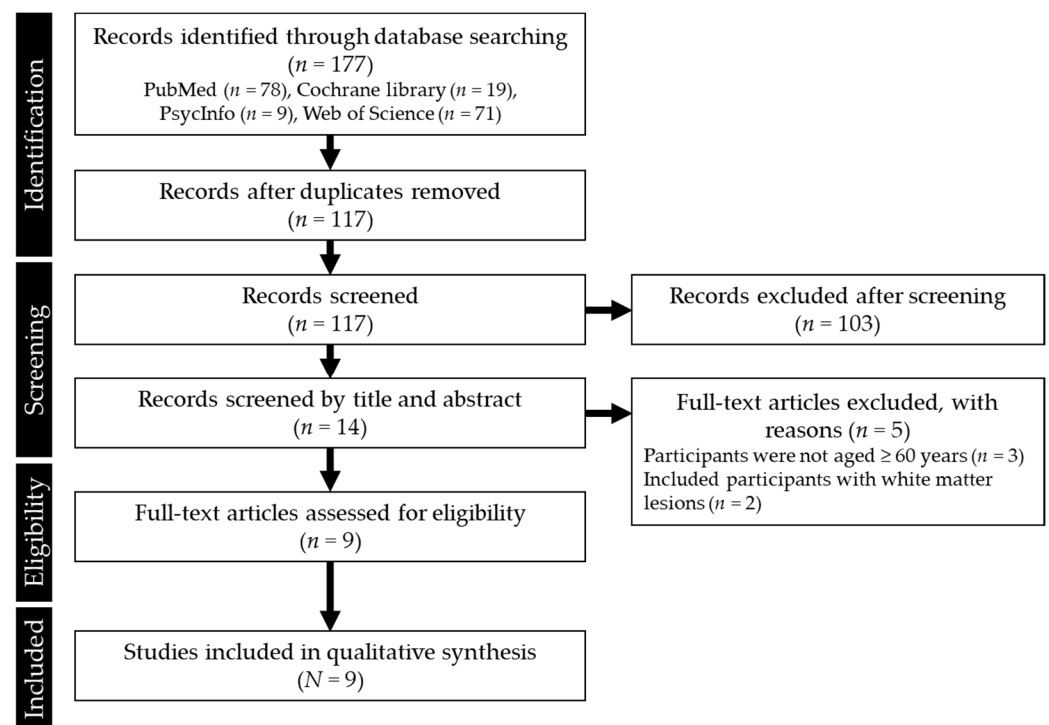 Identification
Records identified through database searching
(n = 177)
PubMed (n = 78), Cochrane library (n = 19),
PsycInfo (n = 9), Web of Science (n = 71)
Records after duplicates removed
(n = 117)
Screening
Records screened
(n = 117)
Records excluded after screening
(n = 103)
Records screened by title and abstract
(n = 14)
Full-text articles excluded, with
reasons (n = 5)
Participants were not aged ≥ 60 years (n = 3)
Included participants with white matter
lesions (n = 2)
Eligibility
Full-text articles assessed for eligibility
(n = 9)
Included
Studies included in qualitative synthesis
(N = 9)